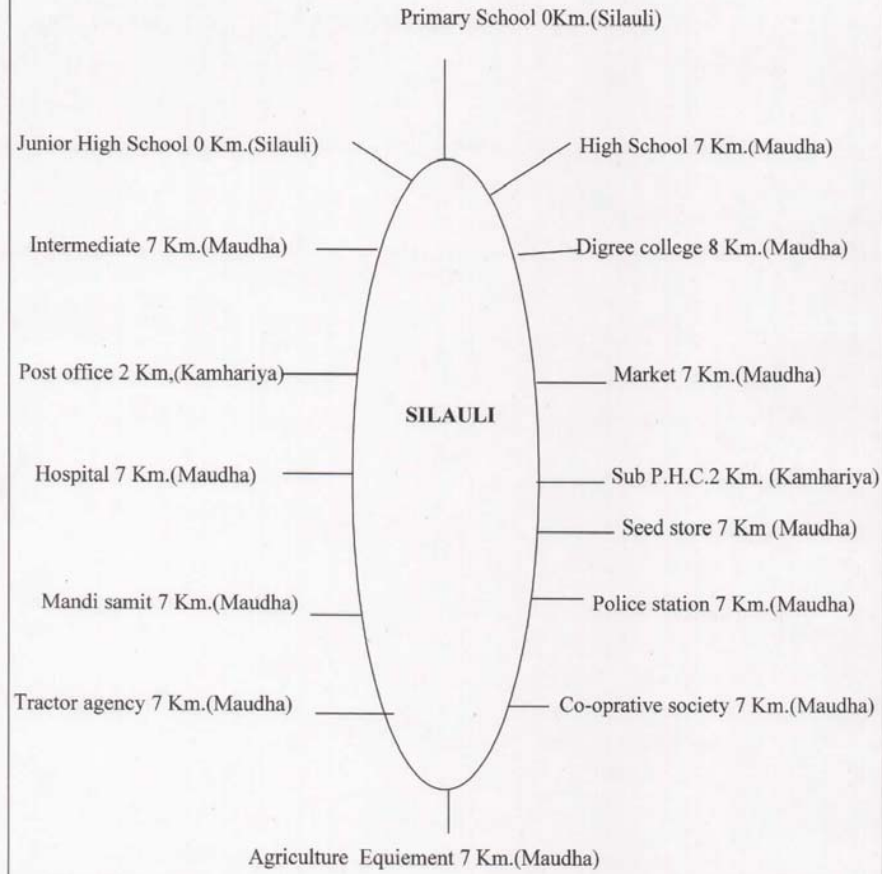 Primary School 0Km.(Silauli)
Junior High School 0 Km.(Silauli)
High School 7 Km.(Maudha)
Intermediate 7 Km.(Maudha)
Digree college 8 Km.(Maudha)
Post office 2 Km,(Kamhariya)
Market 7 Km.(Maudha)
SILAULI
Hospital 7 Km.(Maudha)
Sub P.H.C.2 Km. (Kamhariya)
Seed store 7 Km (Maudha)
Mandi samit 7 Km.(Maudha)
Police station 7 Km.(Maudha)
Tractor agency 7 Km.(Maudha)
Co-oprative society 7 Km.(Maudha)
Agriculture Equiement 7 Km.(Maudha)